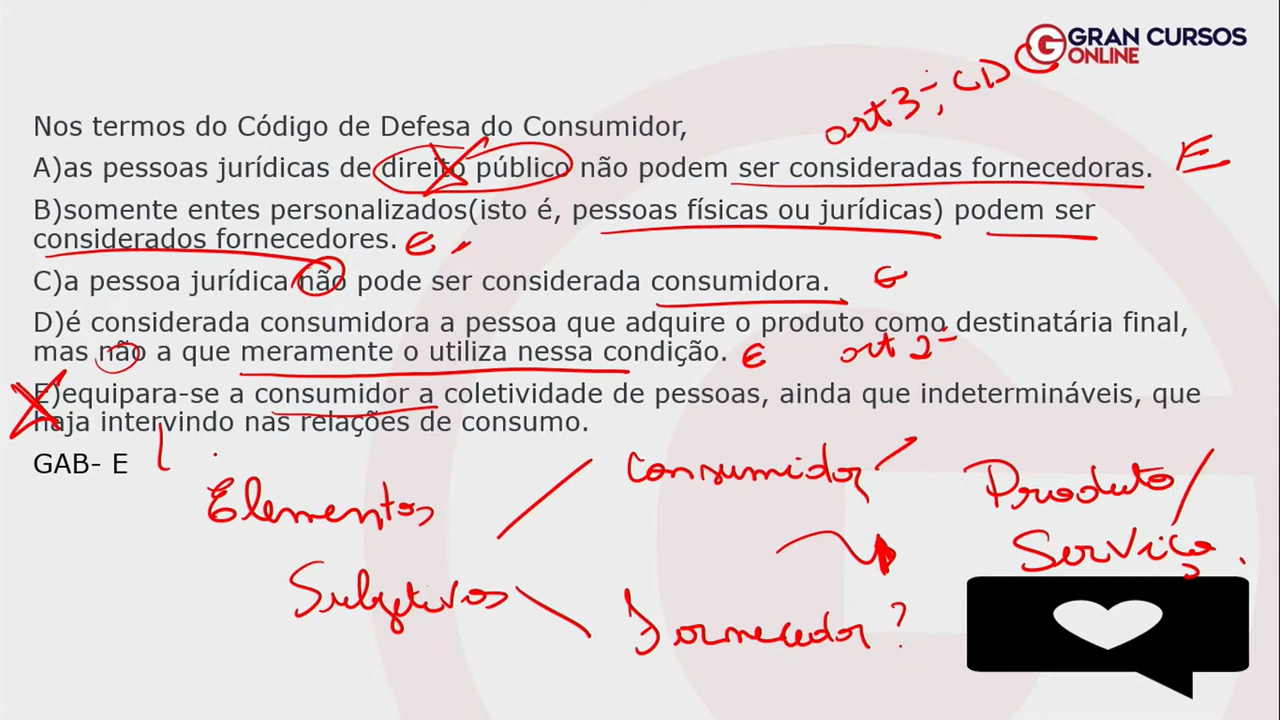 GRAN CURSOS
ONLINE
art 3º, CDC
Nos termos do Código de Defesa do Consumidor,
A)as pessoas jurídicas de direito público não podem ser consideradas fornecedoras. E
B)somente entes personalizados(isto é, pessoas físicas ou jurídicas) podem ser
considerados fornecedores. E
C)a pessoa jurídica não pode ser considerada consumidora. E
D)é considerada consumidora a pessoa que adquire o produto como destinatária final,
mas não a que meramente o utiliza nessa condição. E art 2º
E)equipara-se a consumidor a coletividade de pessoas, ainda que indetermináveis, que
haja intervindo nas relações de consumo.
GAB- E
Elementos
Subjetivos
Consumidor
Fornecedor?
Produto/
Serviço.